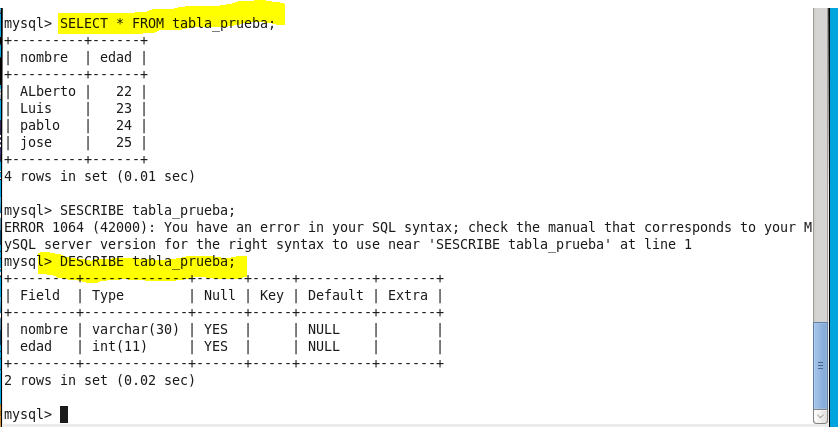 mysql> SELECT * FROM tabla_prueba;
+---------+------+
| nombre  | edad |
+---------+------+
| ALberto |   22 |
| Luis    |   23 |
| pablo   |   24 |
| jose    |   25 |
+---------+------+
4 rows in set (0.01 sec)

mysql> SESCRIBE tabla_prueba;
ERROR 1064 (42000): You have an error in your SQL syntax; check the manual that corresponds to your M
ySQL server version for the right syntax to use near 'SESCRIBE tabla_prueba' at line 1
mysql> DESCRIBE tabla_prueba;
+--------+-------------+------+-----+---------+-------+
| Field  | Type        | Null | Key | Default | Extra |
+--------+-------------+------+-----+---------+-------+
| nombre | varchar(30) | YES  |     | NULL    |       |
| edad   | int(11)     | YES  |     | NULL    |       |
+--------+-------------+------+-----+---------+-------+
2 rows in set (0.02 sec)

mysql>